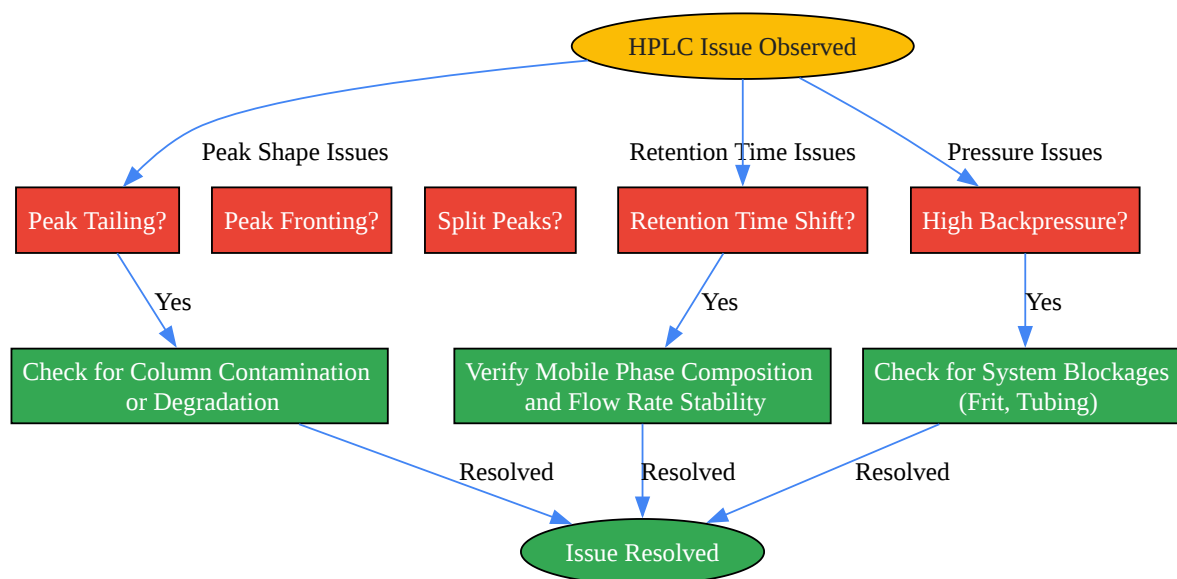 HPLC Issue Observed
Peak Shape Issues
Retention Time Issues
Pressure Issues
Peak Tailing?
Peak Fronting?
Split Peaks?
Retention Time Shift?
High Backpressure?
Yes
Yes
Yes
Check for Column Contamination
or Degradation
Verify Mobile Phase Composition
and Flow Rate Stability
Check for System Blockages
(Frit, Tubing)
Resolved
Resolved
Resolved
Issue Resolved